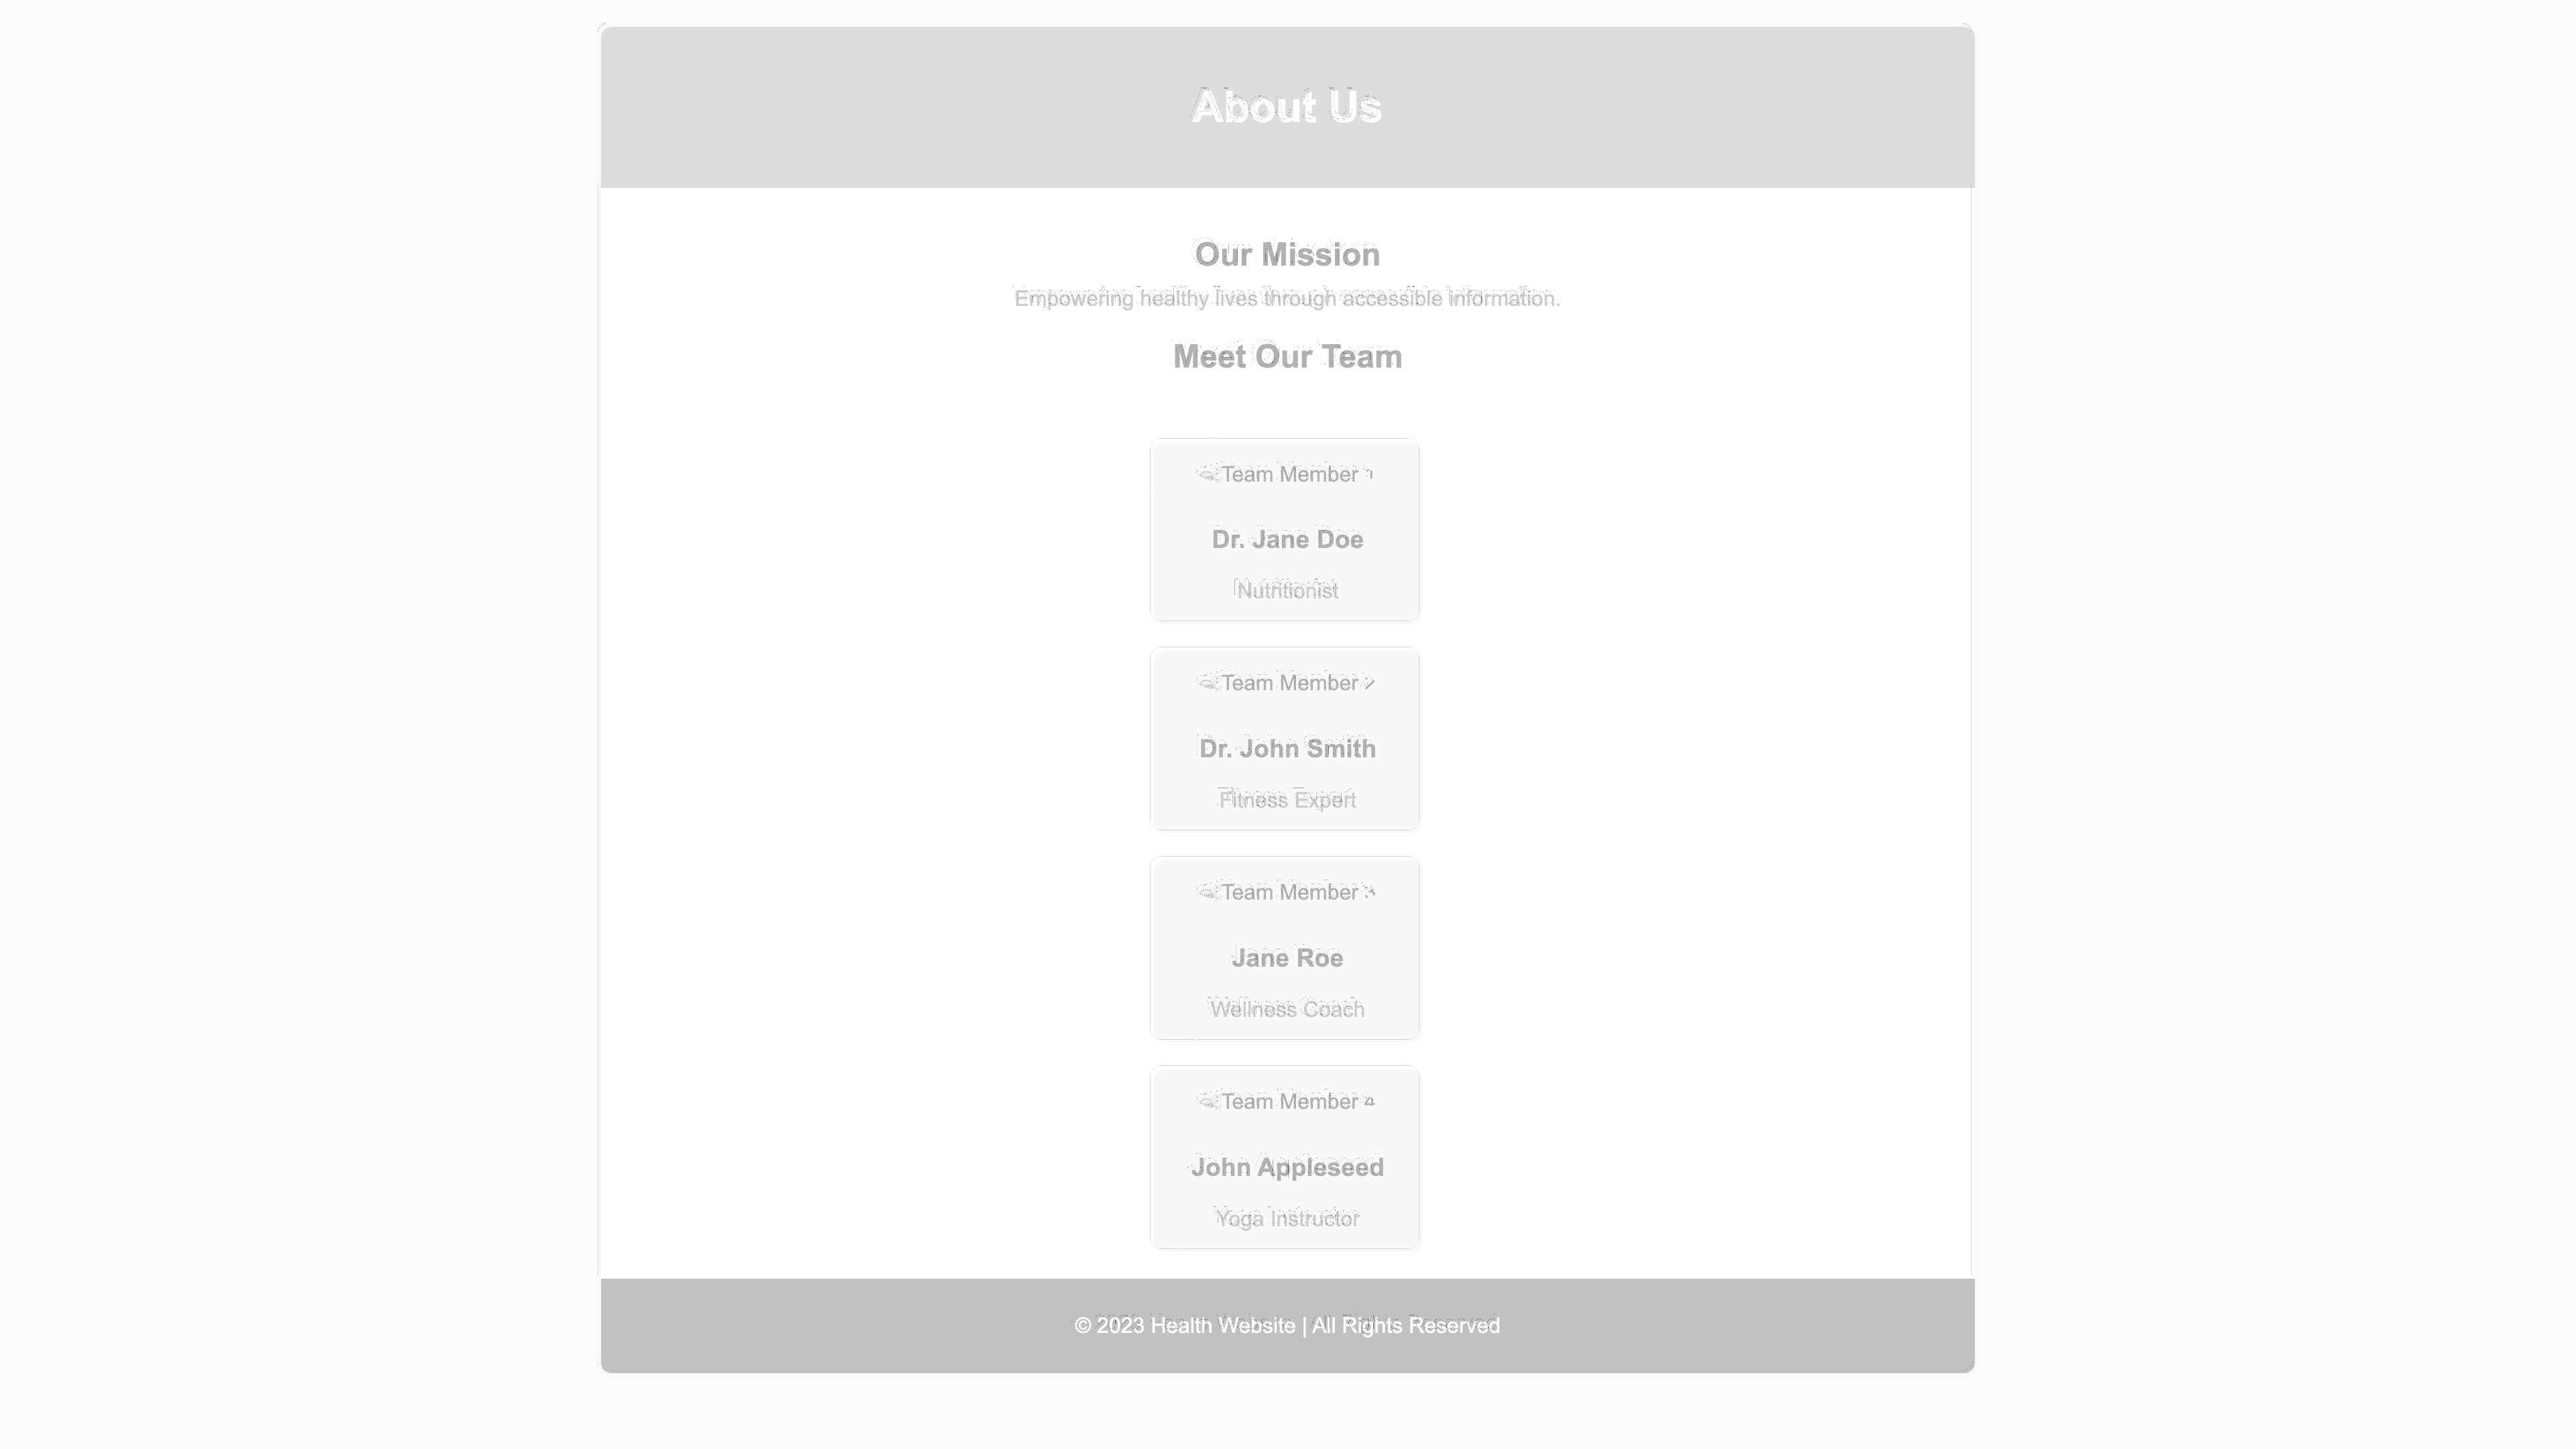 About Us
Our Mission
Empowering healthy lives through accessible information.
Meet Our Team
Team Member 1
Dr. Jane Doe
Nutritionist
Team Member 2
Dr. John Smith
Fitness Expert
Team Member 3
Jane Roe
Wellness Coach
Team Member 4
John Appleseed
Yoga Instructor
© 2023 Health Website | All Rights Reserved